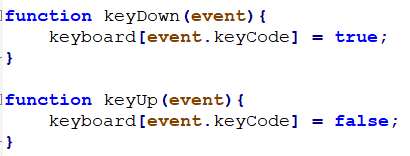 function keyDown(event){
    keyboard[event.keyCode] = true;
}

function keyUp(event){
    keyboard[event.keyCode] = false;
}